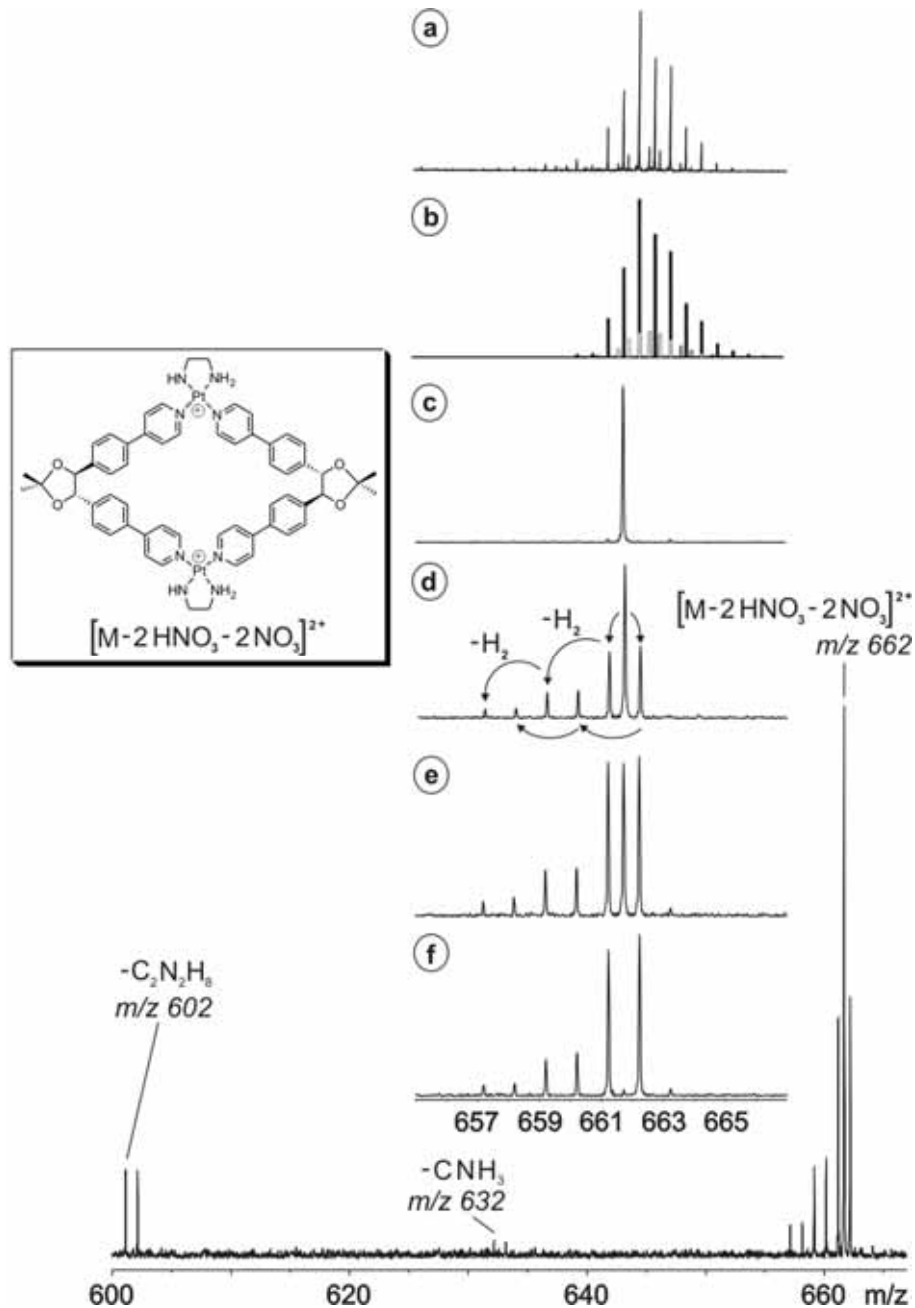 a
b
c
HN NH₂
Pt
⊕
N N
O O
O O
N N
⊕
Pt
HN NH₂
[M-2HNO₃-2NO₃]²⁺
d
-H₂
-H₂
[M-2HNO₃-2NO₃]²⁺
m/z 662
e
f
657 659 661 663 665
-C₂N₂H₈
m/z 602
-CNH₃
m/z 632
600 620 640 660 m/z